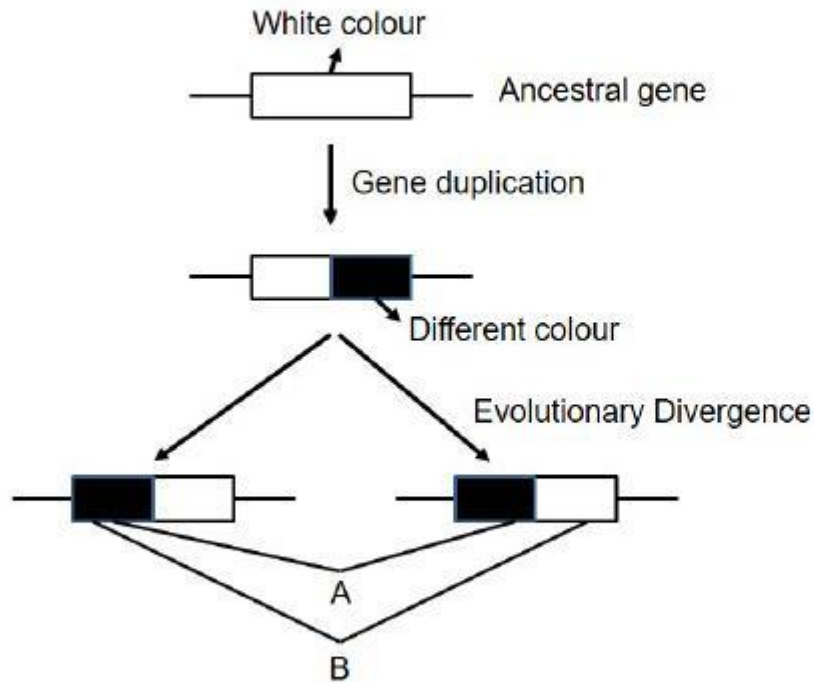 White colour
Ancestral gene
Gene duplication
Different colour
Evolutionary Divergence
A
B